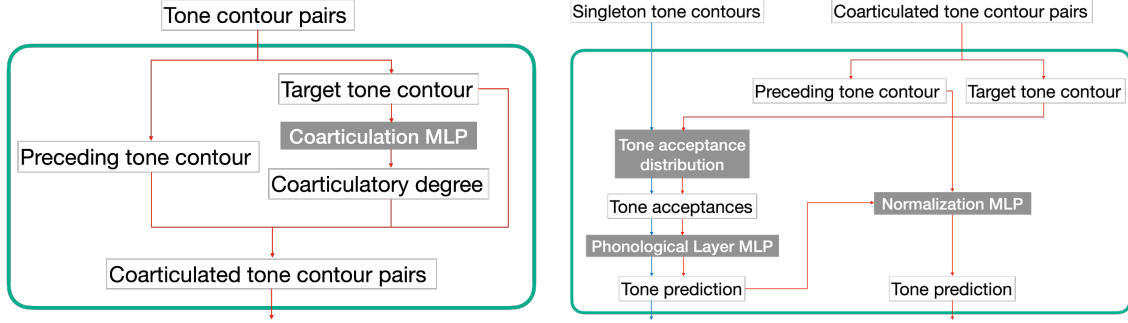 Tone contour pairs
Target tone contour
Coarticulation MLP
Preceding tone contour
Coarticulatory degree
Coarticulated tone contour pairs
Singleton tone contours
Coarticulated tone contour pairs
Preceding tone contour
Target tone contour
Tone acceptance
distribution
Tone acceptances
Normalization MLP
Phonological Layer MLP
Tone prediction
Tone prediction